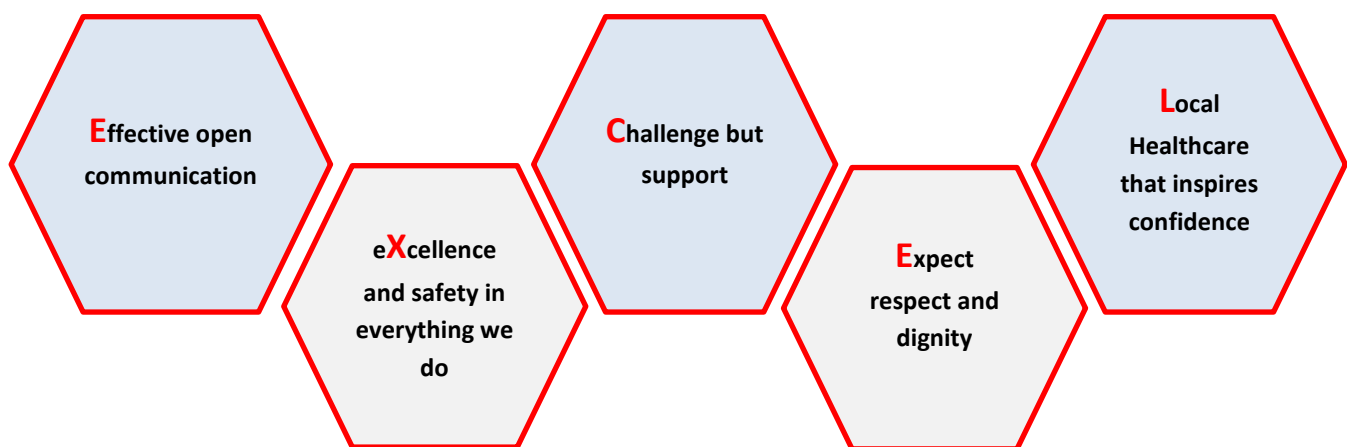 Effective open
communication
eXcellence
and safety in
everything we
do
Challenge but
support
Expect
respect and
dignity
Local
Healthcare
that inspires
confidence